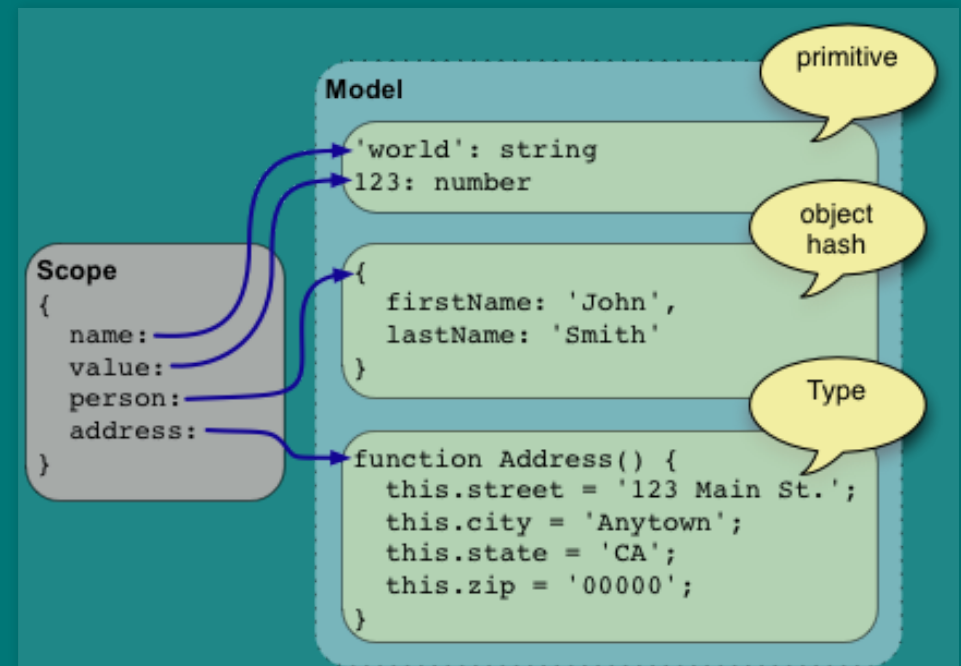 primitive
Model
'world': string
123: number
object
hash
Scope
{
name:
value:
person:
address:
}
{
firstName: 'John',
lastName: 'Smith'
}
Type
function Address() {
this.street = '123 Main St.';
this.city = 'Anytown';
this.state = 'CA';
this.zip = '00000';
}